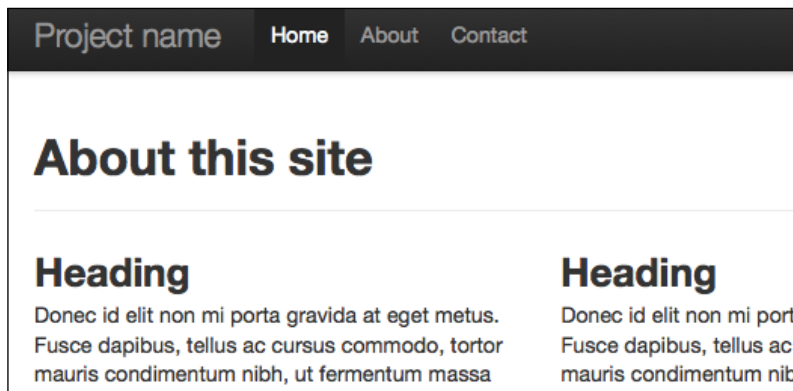 Project name Home About Contact
About this site
Heading
Donec id elit non mi porta gravida at eget metus.
Fusce dapibus, tellus ac cursus commodo, tortor
mauris condimentum nibh, ut fermentum massa
Heading
Donec id elit non mi port
Fusce dapibus, tellus ac
mauris condimentum nib